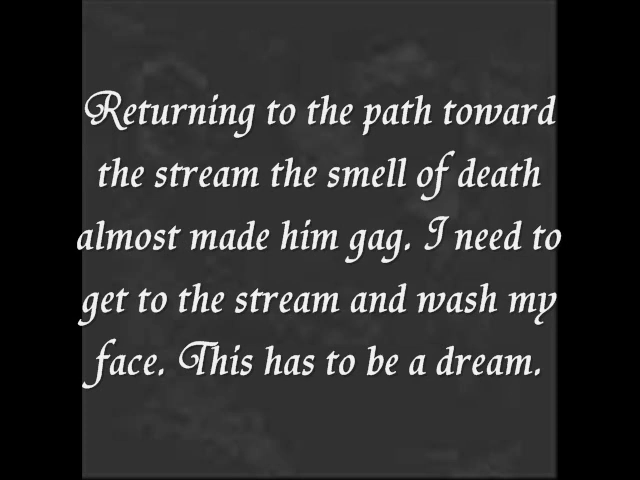 Returning to the path toward
the stream the smell of death
almost made him gag. I need to
get to the stream and wash my
face. This has to be a dream.